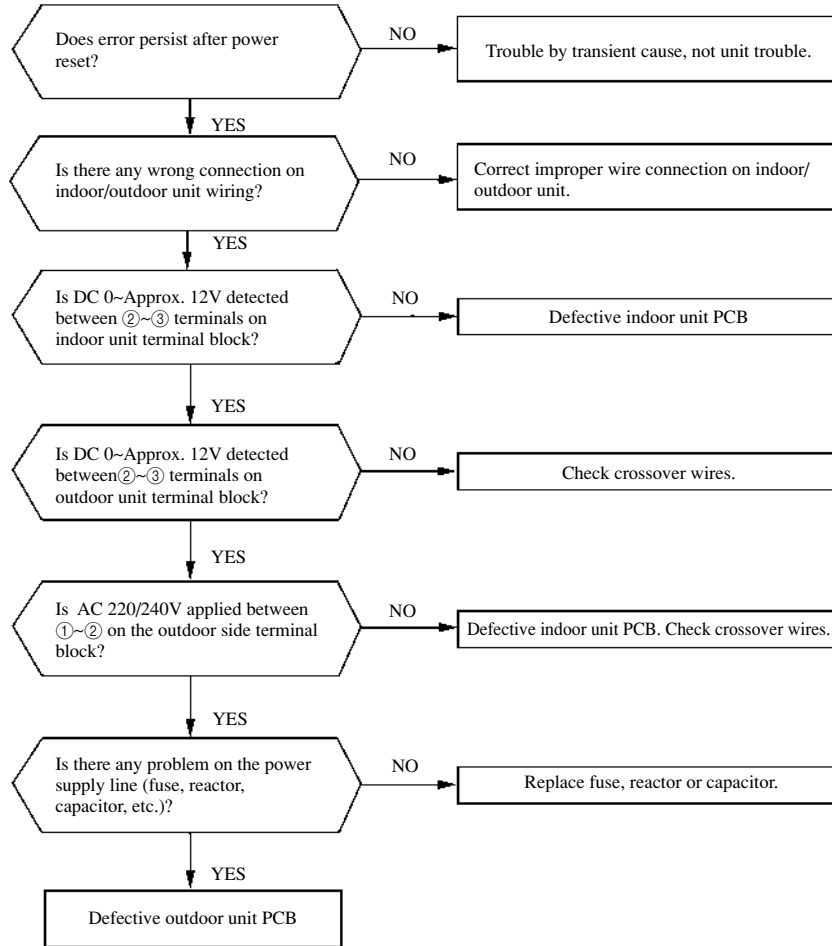 Does error persist after power
reset?
NO
Trouble by transient cause, not unit trouble.
YES
Is there any wrong connection on
indoor/outdoor unit wiring?
NO
Correct improper wire connection on indoor/
outdoor unit.
YES
Is DC 0~Approx. 12V detected
between ②~③ terminals on
indoor unit terminal block?
NO
Defective indoor unit PCB
YES
Is DC 0~Approx. 12V detected
between②~③ terminals on
outdoor unit terminal block?
NO
Check crossover wires.
YES
Is AC 220/240V applied between
①~② on the outdoor side terminal
block?
NO
Defective indoor unit PCB. Check crossover wires.
YES
Is there any problem on the power
supply line (fuse, reactor,
capacitor, etc.)?
NO
Replace fuse, reactor or capacitor.
YES
Defective outdoor unit PCB